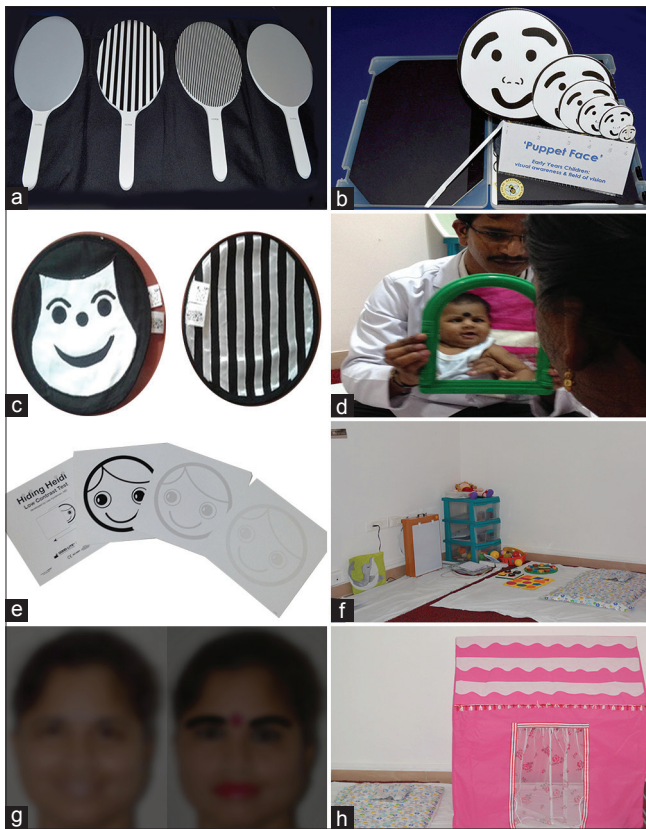 a
b
'Puppet Face'
Early Years Children:
visual awareness & field of vision
c
d
Hiding Heidi
Low Contrast Test
e
f
g
h